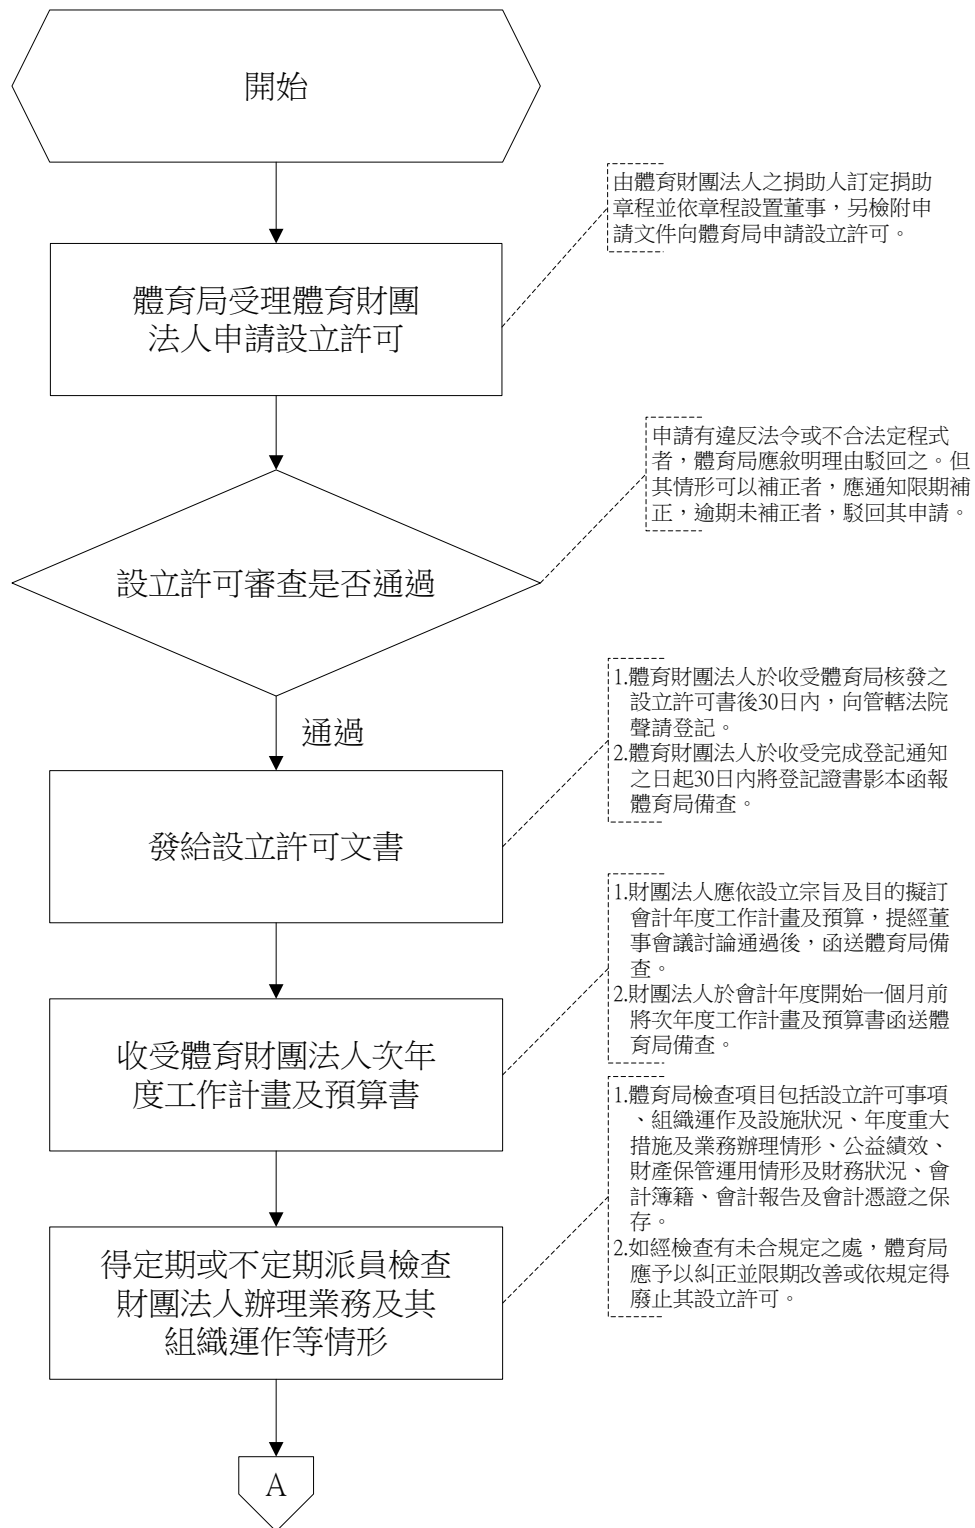 開始
由體育財團法人之捐助人訂定捐助
章程並依章程設置董事，另檢附申
請文件向體育局申請設立許可。
體育局受理體育財團
法人申請設立許可
申請有違反法令或不合法定程式
者，體育局應敘明理由駁回之。但
其情形可以補正者，應通知限期補
正，逾期未補正者，駁回其申請。
設立許可審查是否通過
通過
1.體育財團法人於收受體育局核發之
設立許可書後30日內，向管轄法院
聲請登記。
2.體育財團法人於收受完成登記通知
之日起30日內將登記證書影本函報
體育局備查。
發給設立許可文書
1.財團法人應依設立宗旨及目的擬訂
會計年度工作計畫及預算，提經董
事會議討論通過後，函送體育局備
查。
2.財團法人於會計年度開始一個月前
將次年度工作計畫及預算書函送體
育局備查。
收受體育財團法人次年
度工作計畫及預算書
1.體育局檢查項目包括設立許可事項
、組織運作及設施狀況、年度重大
措施及業務辦理情形、公益績效、
財產保管運用情形及財務狀況、會
計簿籍、會計報告及會計憑證之保
存。
2.如經檢查有未合規定之處，體育局
應予以糾正並限期改善或依規定得
廢止其設立許可。
得定期或不定期派員檢查
財團法人辦理業務及其
組織運作等情形
A